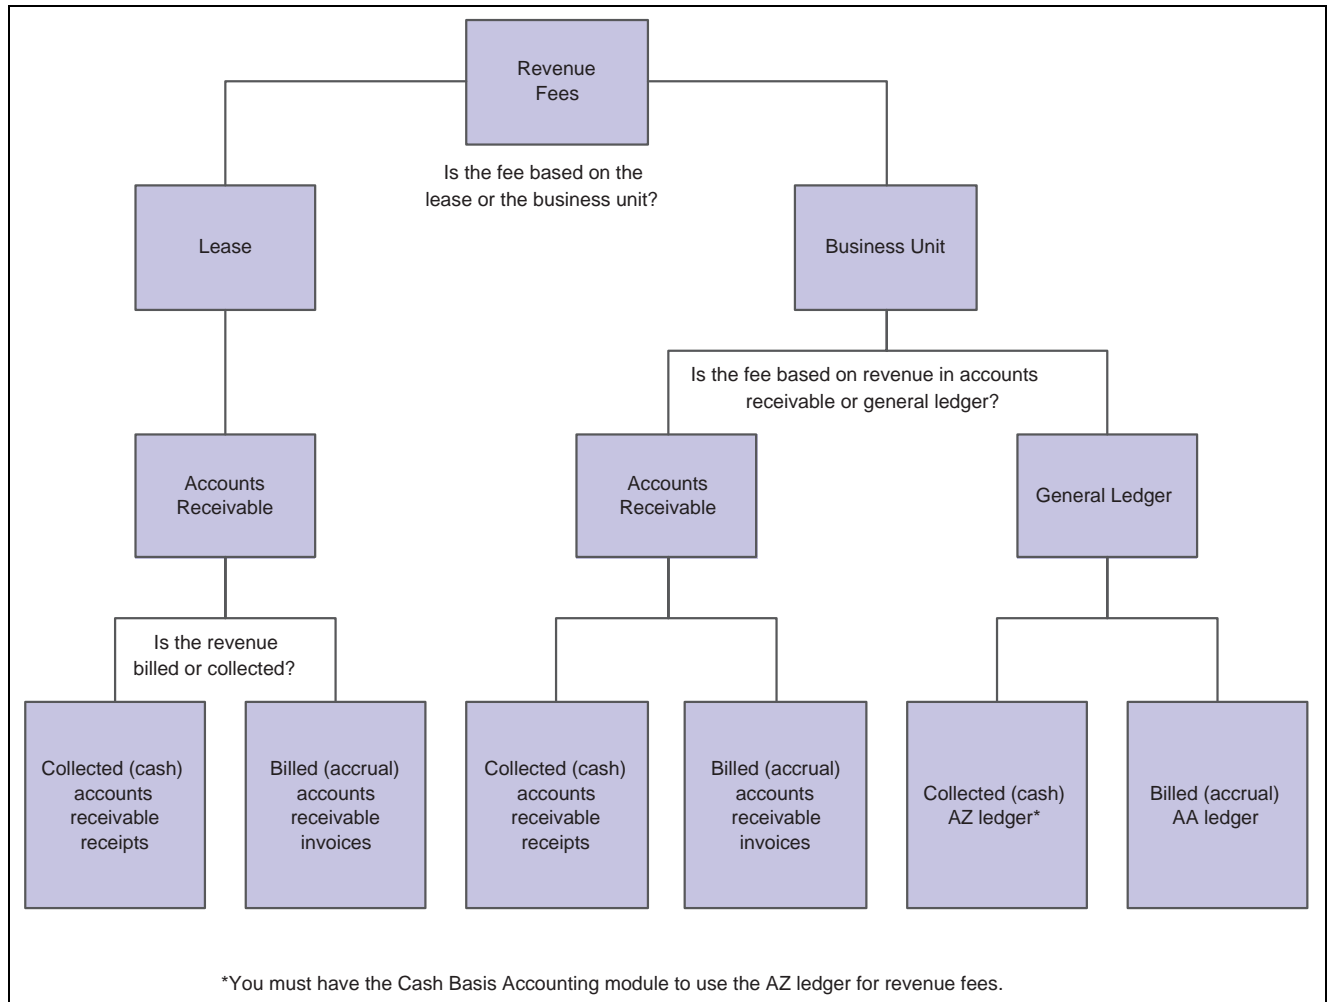 Revenue
Fees
Is the fee based on the
lease or the business unit?
Lease
Business Unit
Is the fee based on revenue in accounts
receivable or general ledger?
Accounts
Receivable
Accounts
Receivable
General Ledger
Is the revenue
billed or collected?
Collected (cash)
accounts
receivable
receipts
Billed (accrual)
accounts
receivable
invoices
Collected (cash)
accounts
receivable
receipts
Billed (accrual)
accounts
receivable
invoices
Collected (cash)
AZ ledger*
Billed (accrual)
AA ledger
*You must have the Cash Basis Accounting module to use the AZ ledger for revenue fees.